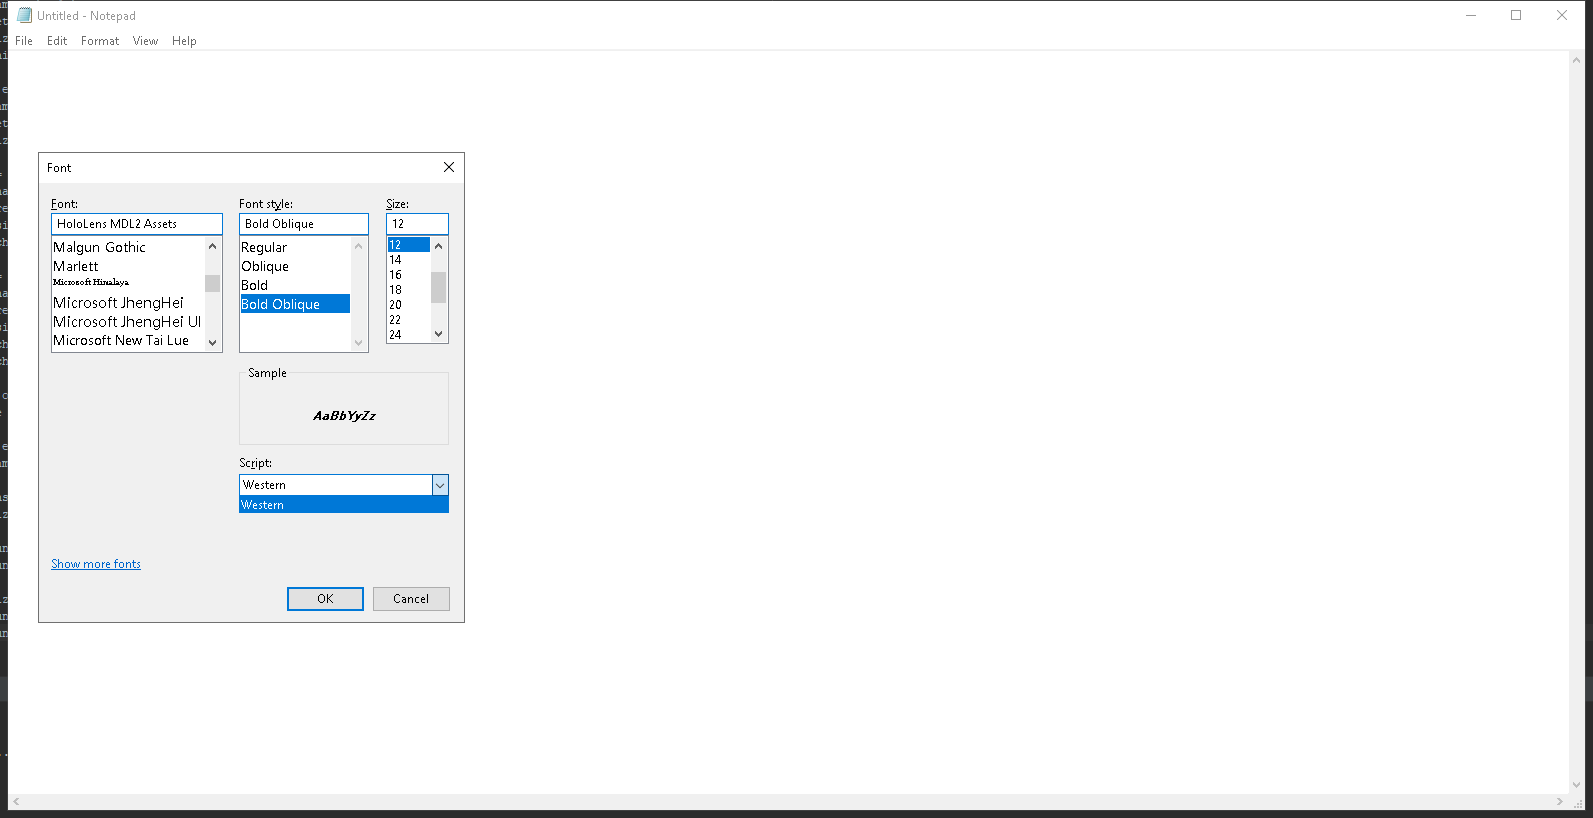 Untitled - Notepad
File Edit Format View Help
Font
Font: Font style: Size:
HoloLens MDL2 Assets Bold Oblique 12
Malgun Gothic
Marlett
Microsoft Himalaya
Microsoft JhengHei
Microsoft JhengHei UI
Microsoft New Tai Lue
Regular
Oblique
Bold
Bold Oblique
12
14
16
18
20
22
24
Sample
AaBbYyZz
Script:
Western
Western
Show more fonts
OK Cancel